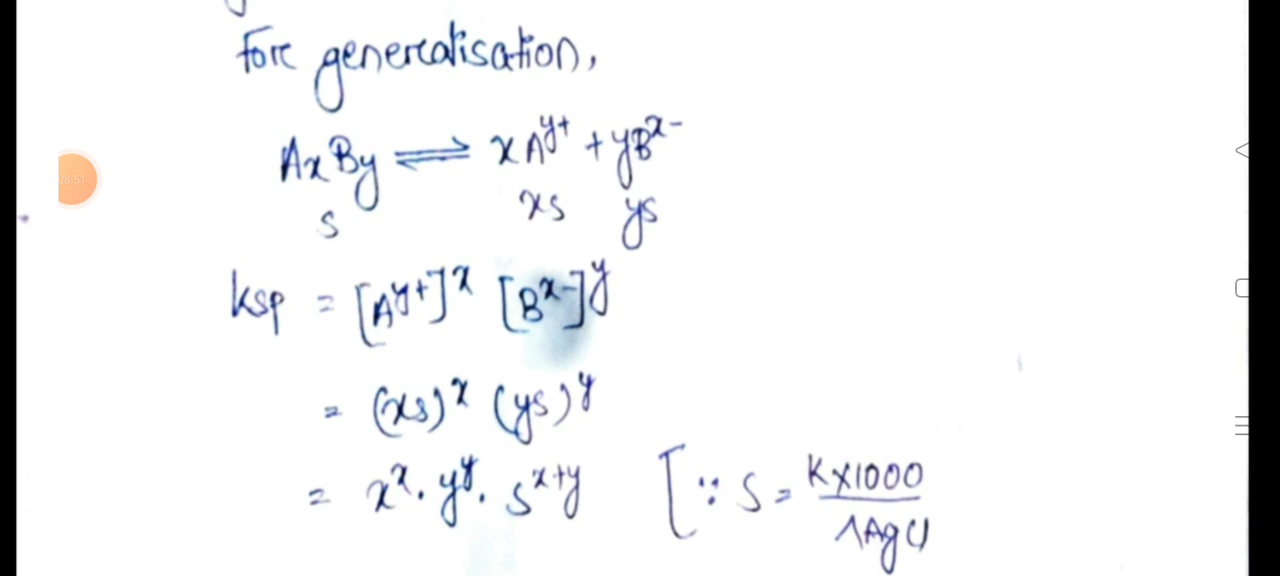 For generalisation,
AxBy ⇌ xA^y+ + yB^x-
s xs ys
Ksp = [A^y+]^x [B^x-]^y
= (xs)^x (ys)^y
= x^x . y^y . s^x+y [∵ S = K×1000 / ΛAgCl